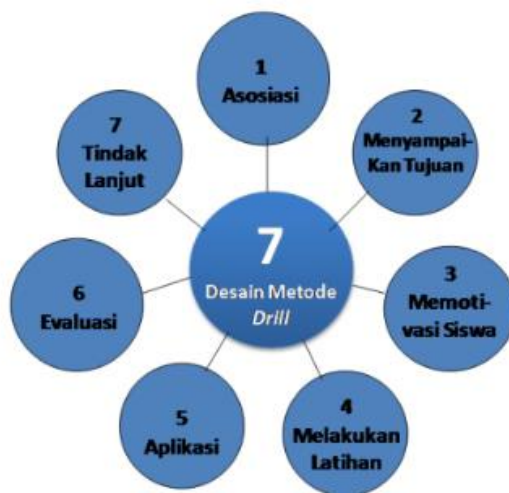 1
Asosiasi
2
Menyampai-
Kan Tujuan
3
Memoti-
vasi Siswa
4
Melakukan
Latihan
5
Aplikasi
6
Evaluasi
7
Tindak
Lanjut
7
Desain Metode
Drill